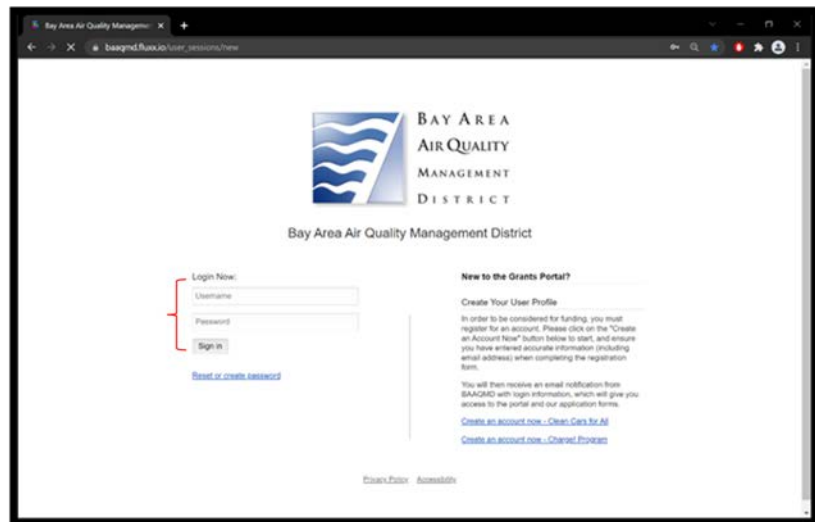 Bay Area Air Quality Managemen
baaqmd.fluxx.io/user_sessions/new
BAY AREA
AIR QUALITY
MANAGEMENT
DISTRICT
Bay Area Air Quality Management District
Login Now:
Username
Password
Sign in
Reset or create password
New to the Grants Portal?
Create Your User Profile
In order to be considered for funding, you must
register for an account. Please click on the "Create
an Account Now" button below to start, and ensure
you have entered accurate information (including
email address) when completing the registration
form.
You will then receive an email notification from
BAAQMD with login information, which will give you
access to the portal and our application forms.
Create an account now - Clean Cars for All
Create an account now - Charge! Program
Privacy Policy Accessibility